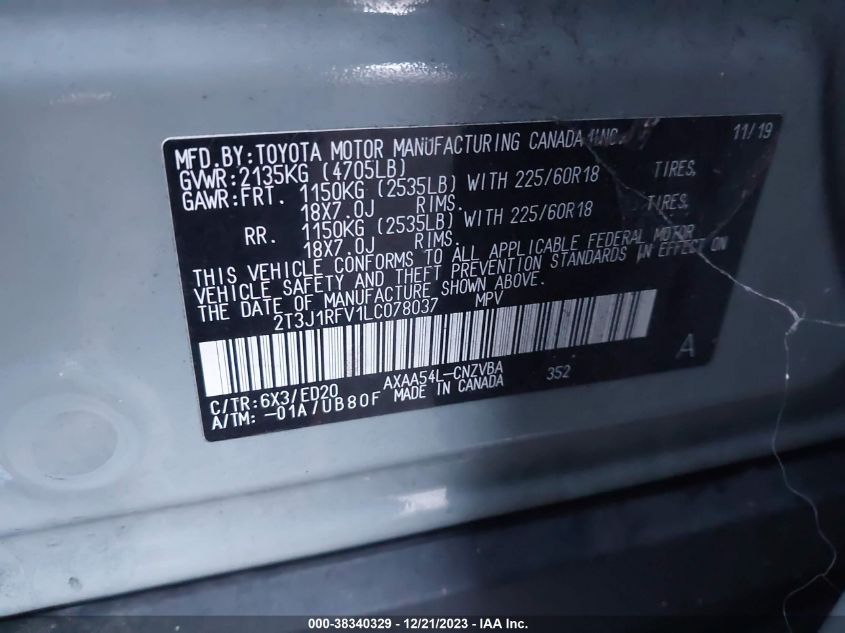 MFD.BY:TOYOTA MOTOR MANUFACTURING CANADA INC. 11/19
GVWR:2135KG (4705LB)
GAWR:FRT. 1150KG (2535LB) WITH 225/60R18 TIRES,
18X7.0J RIMS.
RR. 1150KG (2535LB) WITH 225/60R18 TIRES,
18X7.0J RIMS.
THIS VEHICLE CONFORMS TO ALL APPLICABLE FEDERAL MOTOR
VEHICLE SAFETY AND THEFT PREVENTION STANDARDS IN EFFECT ON
THE DATE OF MANUFACTURE SHOWN ABOVE.
2T3J1RFV1LC078037 MPV
A
C/TR:6X3/ED20 AXAA54L-CNZVBA 352
A/TM: -01A/UB80F MADE IN CANADA
000-38340329 - 12/21/2023 - IAA Inc.